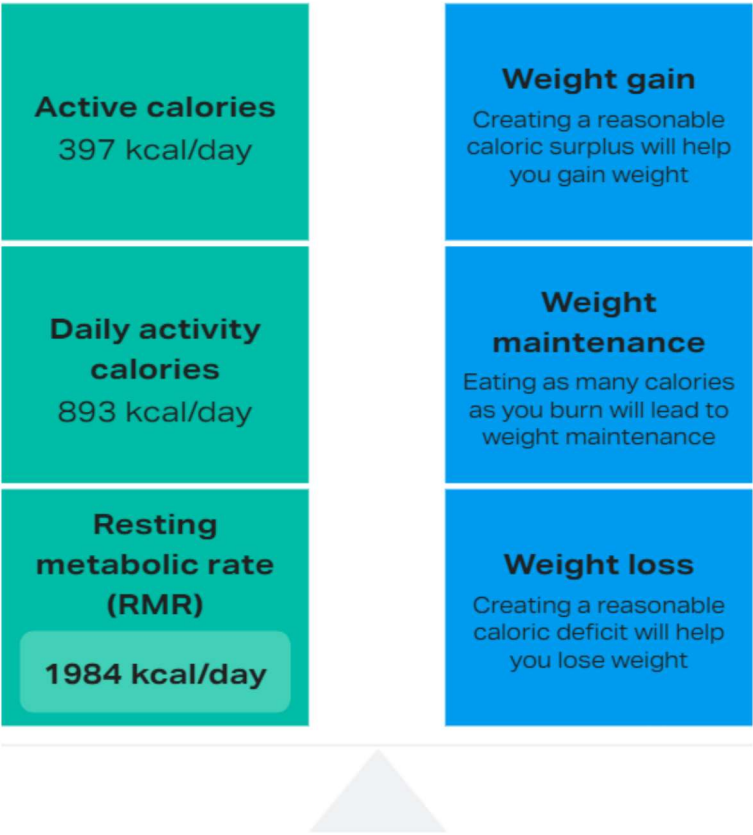 Active calories
397 kcal/day
Daily activity
calories
893 kcal/day
Resting
metabolic rate
(RMR)
1984 kcal/day
Weight gain
Creating a reasonable
caloric surplus will help
you gain weight
Weight
maintenance
Eating as many calories
as you burn will lead to
weight maintenance
Weight loss
Creating a reasonable
caloric deficit will help
you lose weight